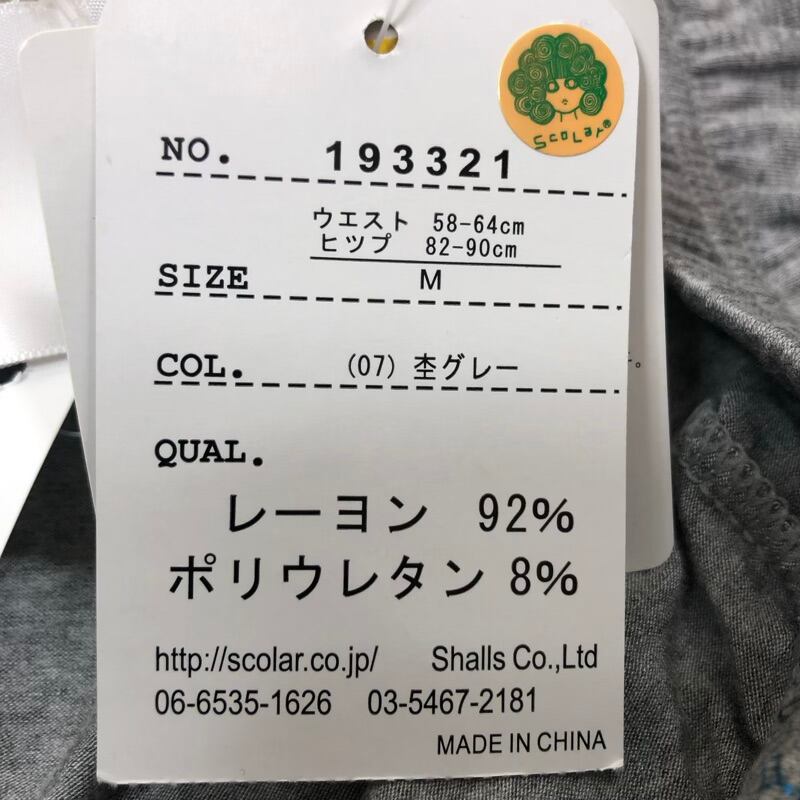 ScoLar®
NO. 193321
ウエスト 58-64cm
ヒツプ 82-90cm
SIZE M
COL. (07) 杢グレー
QUAL.
レーヨン 92%
ポリウレタン 8%
http://scolar.co.jp/ Shalls Co.,Ltd
06-6535-1626 03-5467-2181
MADE IN CHINA